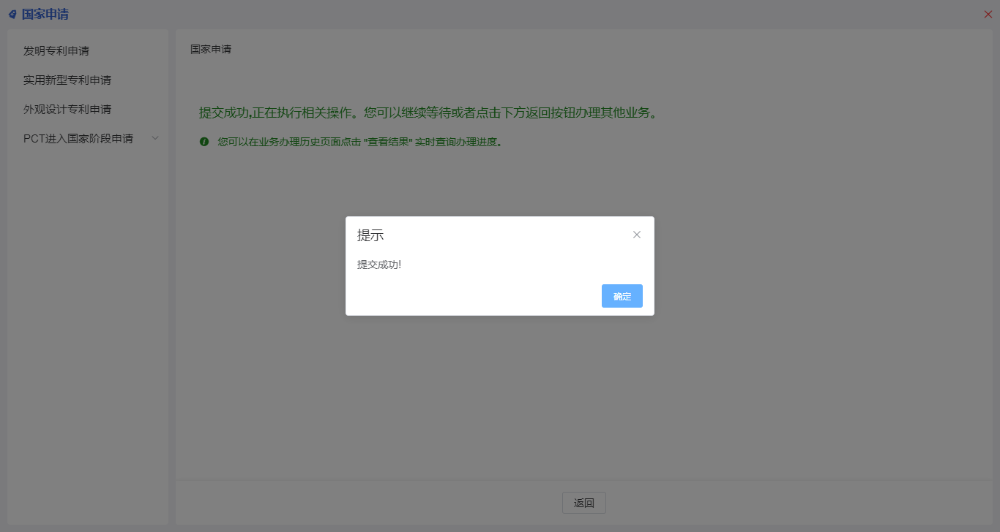 国家申请
发明专利申请
实用新型专利申请
外观设计专利申请
PCT进入国家阶段申请
国家申请
提交成功,正在执行相关操作。您可以继续等待或者点击下方返回按钮办理其他业务。
您可以在业务办理历史页面点击 "查看结果" 实时查询办理进度。
提示
提交成功!
确定
返回